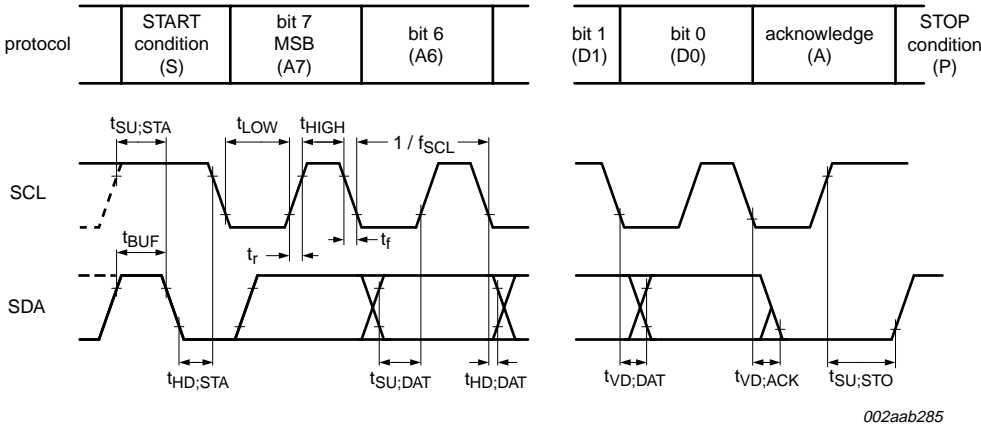 protocol
START
condition
(S)
bit 7
MSB
(A7)
bit 6
(A6)
bit 1
(D1)
bit 0
(D0)
acknowledge
(A)
STOP
condition
(P)
tSU;STA
tLOW
tHIGH
1 / fSCL
SCL
tBUF
tr
tf
SDA
tHD;STA
tSU;DAT
tHD;DAT
tVD;DAT
tVD;ACK
tSU;STO
002aab285